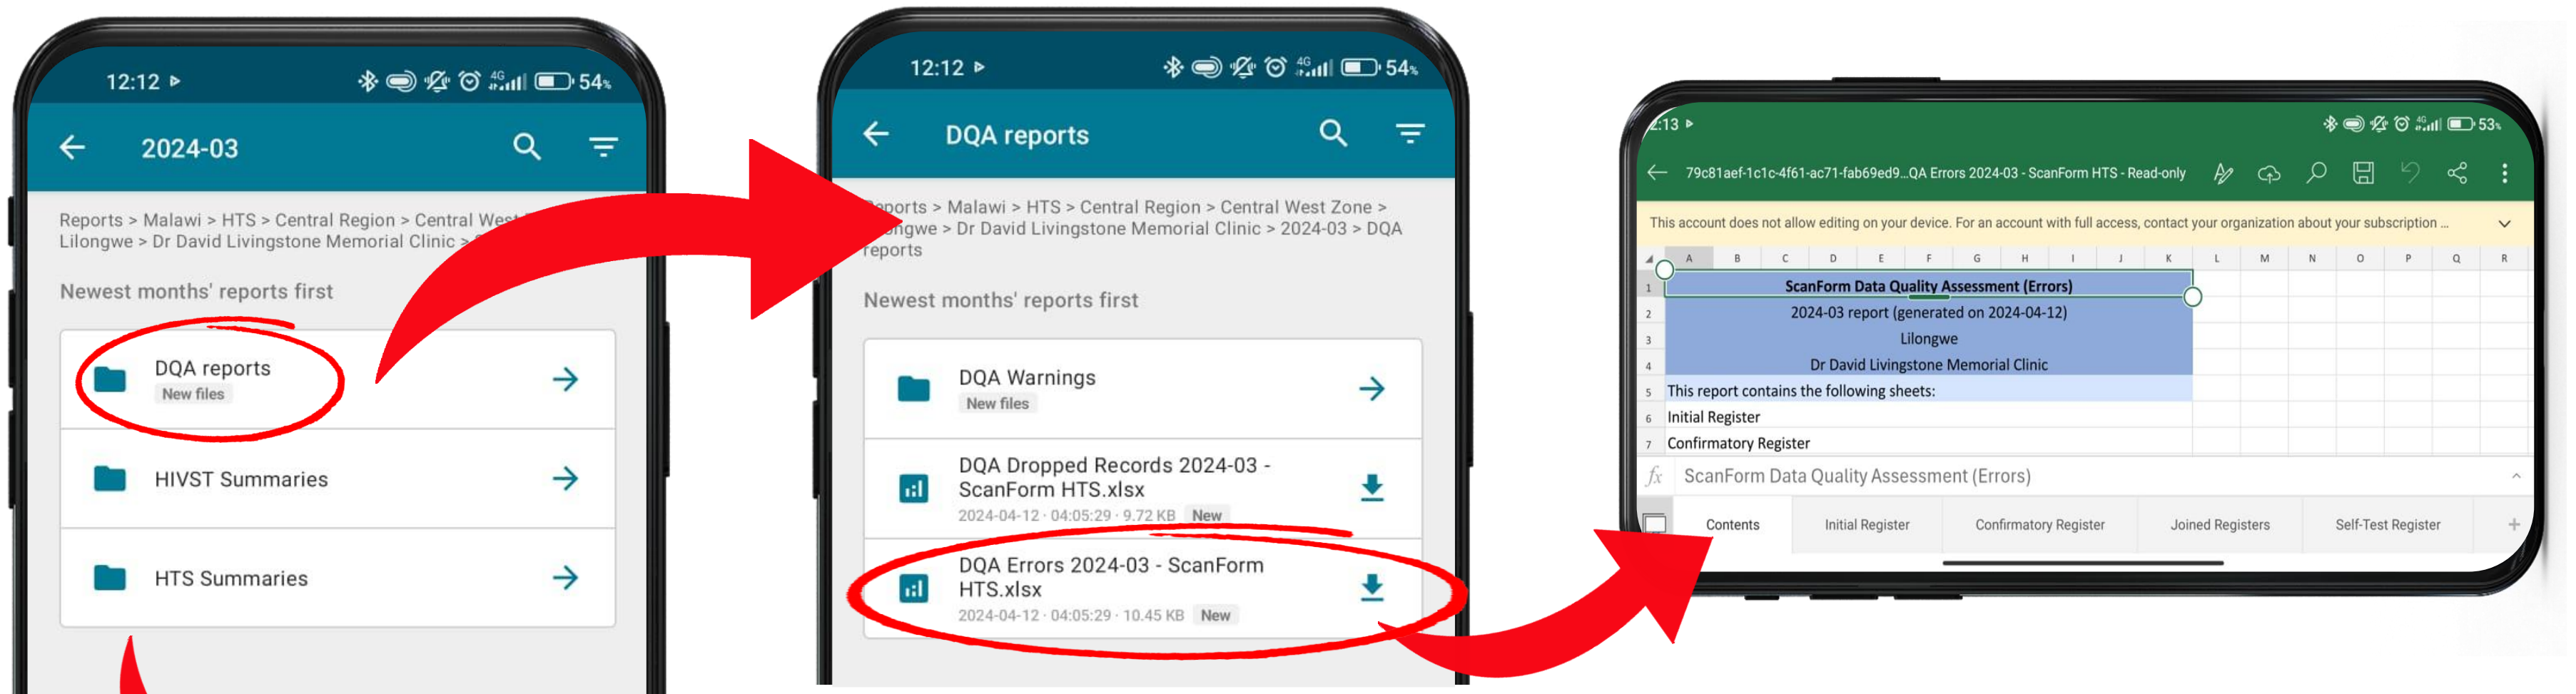 12:12
4G
54%
2024-03
Reports > Malawi > HTS > Central Region > Central West
Lilongwe > Dr David Livingstone Memorial Clinic >
Newest months' reports first
DQA reports
New files
HIVST Summaries
HTS Summaries
12:12
4G
54%
DQA reports
Reports > Malawi > HTS > Central Region > Central West Zone >
> Dr David Livingstone Memorial Clinic > 2024-03 > DQA
reports
Newest months' reports first
DQA Warnings
New files
DQA Dropped Records 2024-03 -
ScanForm HTS.xlsx
2024-04-12 · 04:05:29 · 9.72 KB New
DQA Errors 2024-03 - ScanForm
HTS.xlsx
2024-04-12 · 04:05:29 · 10.45 KB New
2:13
4G
53%
79c81aef-1c1c-4f61-ac71-fab69ed9...QA Errors 2024-03 - ScanForm HTS - Read-only
This account does not allow editing on your device. For an account with full access, contact your organization about your subscription ...
A B C D E F G H I J K L M N O P Q R
1 ScanForm Data Quality Assessment (Errors)
2 2024-03 report (generated on 2024-04-12)
3 Lilongwe
4 Dr David Livingstone Memorial Clinic
5 This report contains the following sheets:
6 Initial Register
7 Confirmatory Register
fx ScanForm Data Quality Assessment (Errors)
Contents Initial Register Confirmatory Register Joined Registers Self-Test Register +